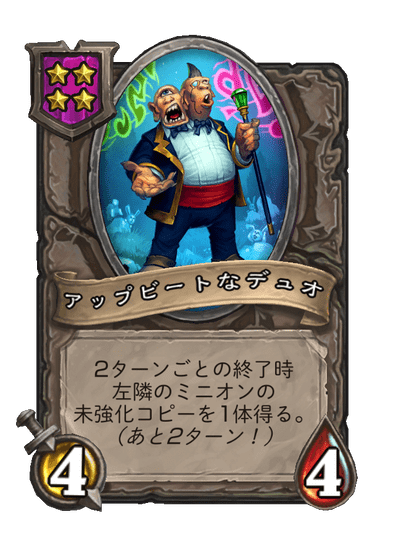 アップビートなデュオ
2ターンごとの終了時
左隣のミニオンの
未強化コピーを1体得る。
（あと2ターン！）
4
4